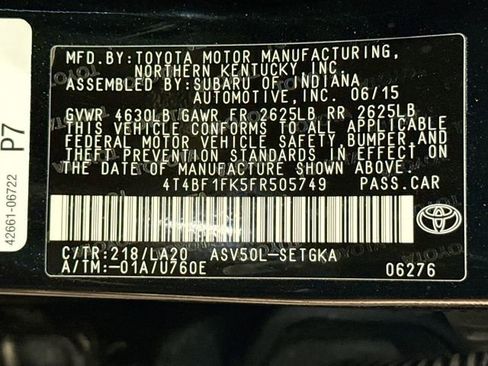 MFD.BY: TOYOTA MOTOR MANUFACTURING,
NORTHERN KENTUCKY, INC.
ASSEMBLED BY: SUBARU OF INDIANA
AUTOMOTIVE, INC. 06/15
GVWR 4630LB GAWR FR 2625LB RR 2625LB
THIS VEHICLE CONFORMS TO ALL APPLICABLE
FEDERAL MOTOR VEHICLE SAFETY, BUMPER, AND
THEFT PREVENTION STANDARDS IN EFFECT ON
THE DATE OF MANUFACTURE SHOWN ABOVE.
4T4BF1FK5FR505749 PASS.CAR
TOYOTA
C/TR:218/LA20 ASV50L-SETGKA
A/TM:-01A/U760E 06276
P7
42661-06722